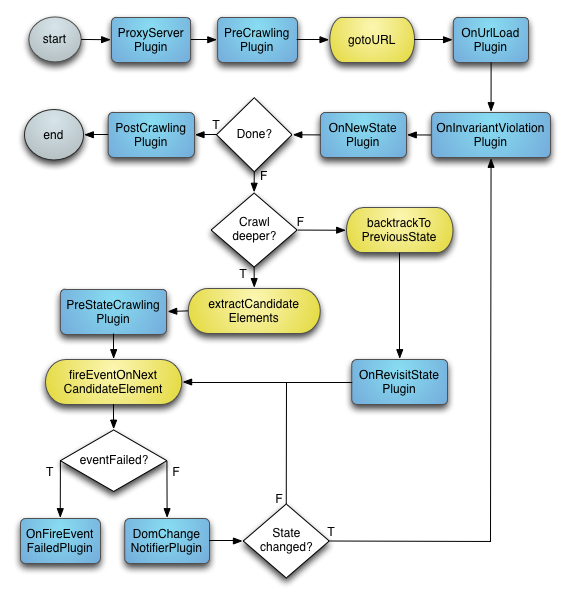 start
ProxyServer
Plugin
PreCrawling
Plugin
gotoURL
OnUrlLoad
Plugin
end
PostCrawling
Plugin
T
Done?
OnNewState
Plugin
OnInvariantViolation
Plugin
F
Crawl
deeper?
F
backtrackTo
PreviousState
T
PreStateCrawling
Plugin
extractCandidate
Elements
fireEventOnNext
CandidateElement
OnRevisitState
Plugin
eventFailed?
T
F
F
OnFireEvent
FailedPlugin
DomChange
NotifierPlugin
State
changed?
T